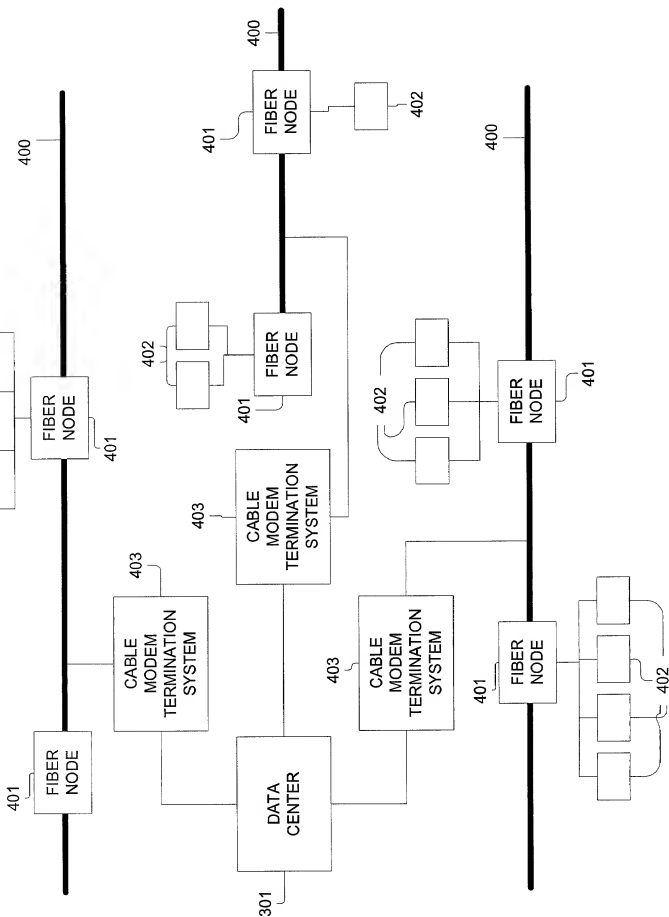 400
400
400
401
FIBER
NODE
402
FIBER
NODE
401
402
FIBER
NODE
401
402
FIBER
NODE
401
403
CABLE
MODEM
TERMINATION
SYSTEM
403
CABLE
MODEM
TERMINATION
SYSTEM
403
CABLE
MODEM
TERMINATION
SYSTEM
401
FIBER
NODE
401
FIBER
NODE
402
DATA
CENTER
301